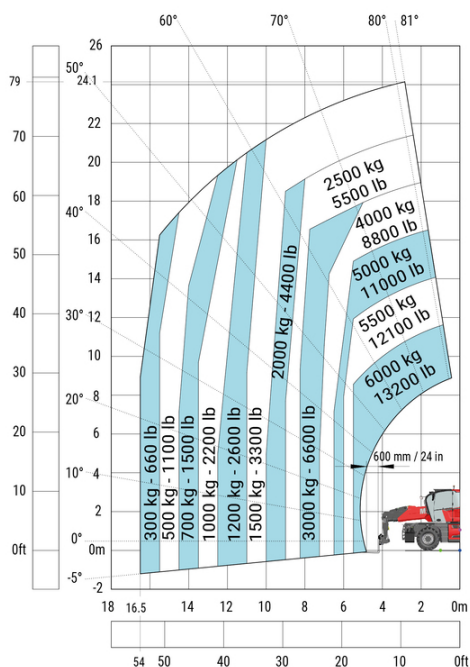 60°
70°
80°
81°
26
50°
79
24.1
22
70
20
2500 kg
5500 lb
60
18
40°
4000 kg
8800 lb
16
50
5000 kg
11000 lb
14
40
30°
12
5500 kg
12100 lb
10
30
6000 kg
13200 lb
20°
8
20
6
600 mm / 24 in
10°
4
10
2
0°
0ft
0m
-5°
-2
300 kg - 660 lb
500 kg - 1100 lb
700 kg - 1500 lb
1000 kg - 2200 lb
1200 kg - 2600 lb
1500 kg - 3300 lb
2000 kg - 4400 lb
3000 kg - 6600 lb
18
16.5
14
12
10
8
6
4
2
0m
54
50
40
30
20
10
0ft